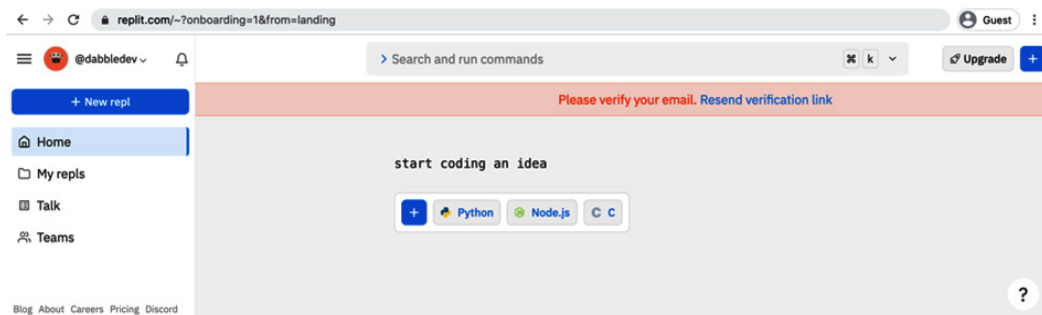 replit.com/~?onboarding=1&from=landing
Guest
@dabbledev
Search and run commands
⌘ k
Upgrade
+
+ New repl
Please verify your email. Resend verification link
Home
My repls
Talk
Teams
start coding an idea
+ Python Node.js C C
Blog About Careers Pricing Discord
?